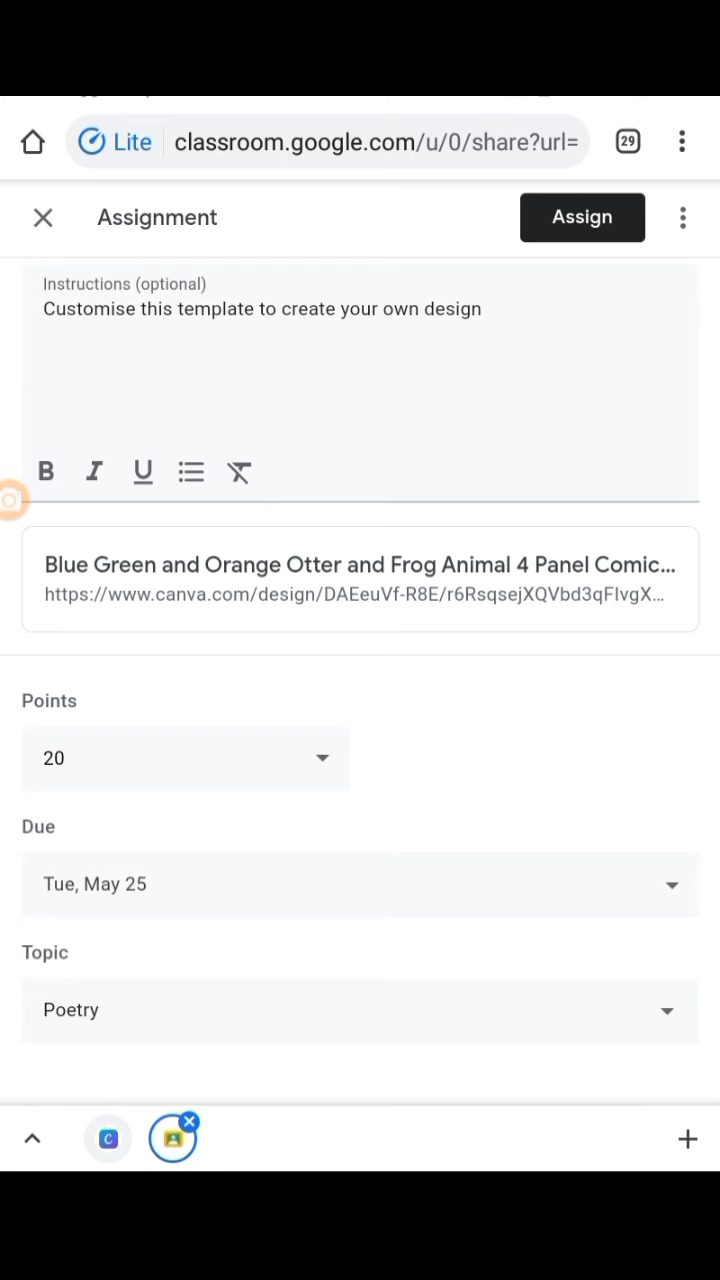 Lite
classroom.google.com/u/0/share?url=
29
Assignment
Assign
Instructions (optional)
Customise this template to create your own design
B I U
Blue Green and Orange Otter and Frog Animal 4 Panel Comic...
https://www.canva.com/design/DAEeuVf-R8E/r6RsqsejXQVbd3qFIvgX...
Points
20
Due
Tue, May 25
Topic
Poetry
C